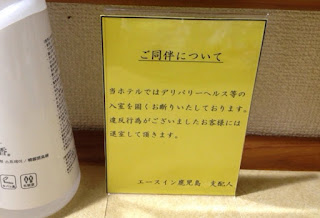 ご同伴について
当ホテルではデリバリーヘルス等の
入室を固くお断りいたしております。
違反行為がございましたお客様には
退室して頂きます。
エースイン鹿児島　支配人
香。